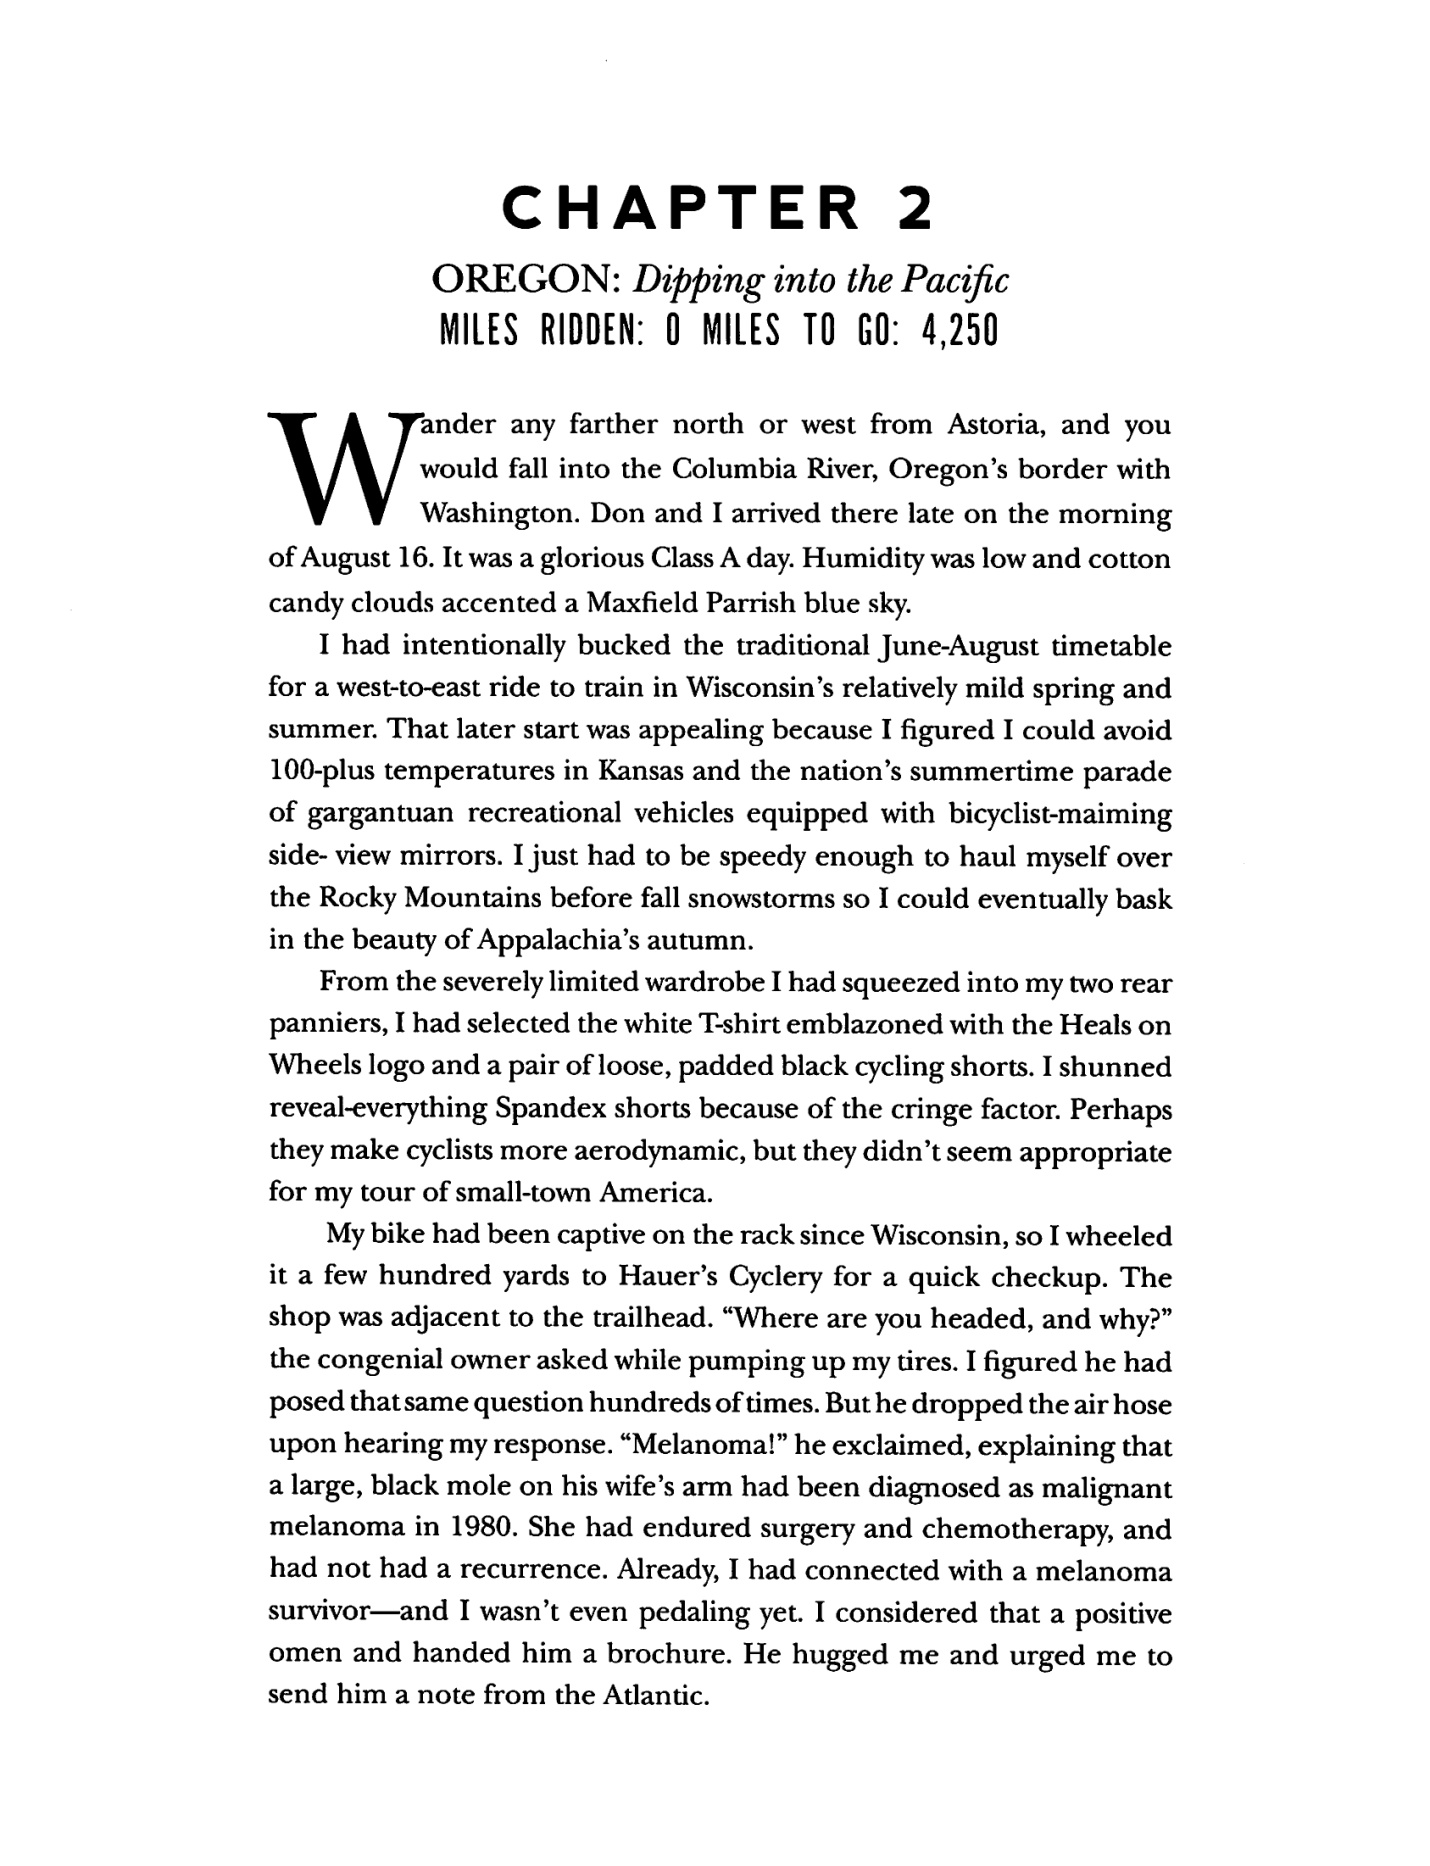 CHAPTER 2
OREGON: Dipping into the Pacific
MILES RIDDEN: 0 MILES TO GO: 4,250
Wander any farther north or west from Astoria, and you
would fall into the Columbia River, Oregon's border with
Washington. Don and I arrived there late on the morning
of August 16. It was a glorious Class A day. Humidity was low and cotton
candy clouds accented a Maxfield Parrish blue sky.
I had intentionally bucked the traditional June-August timetable
for a west-to-east ride to train in Wisconsin's relatively mild spring and
summer. That later start was appealing because I figured I could avoid
100-plus temperatures in Kansas and the nation's summertime parade
of gargantuan recreational vehicles equipped with bicyclist-maiming
side- view mirrors. I just had to be speedy enough to haul myself over
the Rocky Mountains before fall snowstorms so I could eventually bask
in the beauty of Appalachia's autumn.
From the severely limited wardrobe I had squeezed into my two rear
panniers, I had selected the white T-shirt emblazoned with the Heals on
Wheels logo and a pair of loose, padded black cycling shorts. I shunned
reveal-everything Spandex shorts because of the cringe factor. Perhaps
they make cyclists more aerodynamic, but they didn't seem appropriate
for my tour of small-town America.
My bike had been captive on the rack since Wisconsin, so I wheeled
it a few hundred yards to Hauer's Cyclery for a quick checkup. The
shop was adjacent to the trailhead. “Where are you headed, and why?”
the congenial owner asked while pumping up my tires. I figured he had
posed that same question hundreds of times. But he dropped the air hose
upon hearing my response. “Melanoma!” he exclaimed, explaining that
a large, black mole on his wife's arm had been diagnosed as malignant
melanoma in 1980. She had endured surgery and chemotherapy, and
had not had a recurrence. Already, I had connected with a melanoma
survivor—and I wasn't even pedaling yet. I considered that a positive
omen and handed him a brochure. He hugged me and urged me to
send him a note from the Atlantic.